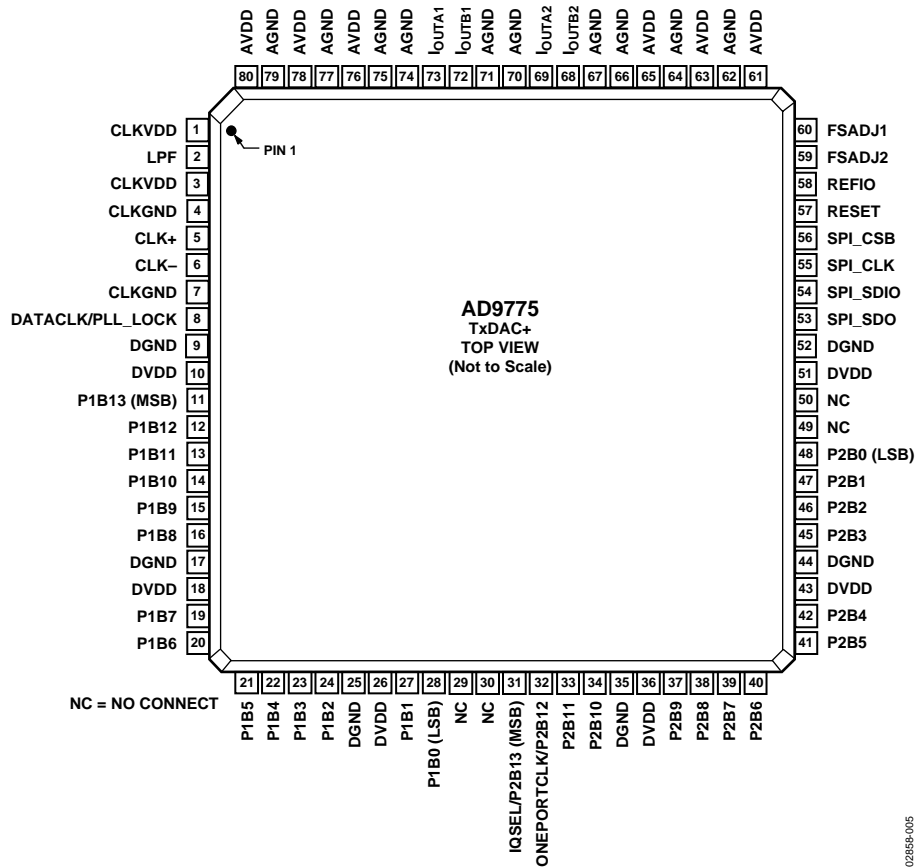 AVDD
AGND
AVDD
AGND
AVDD
AGND
AGND
IOUTA1
IOUTB1
AGND
AGND
IOUTA2
IOUTB2
AGND
AGND
AVDD
AGND
AVDD
AGND
AVDD
80 79 78 77 76 75 74 73 72 71 70 69 68 67 66 65 64 63 62 61
CLKVDD 1
LPF 2
CLKVDD 3
CLKGND 4
CLK+ 5
CLK– 6
CLKGND 7
DATACLK/PLL_LOCK 8
DGND 9
DVDD 10
P1B13 (MSB) 11
P1B12 12
P1B11 13
P1B10 14
P1B9 15
P1B8 16
DGND 17
DVDD 18
P1B7 19
P1B6 20
PIN 1
AD9775
TxDAC+
TOP VIEW
(Not to Scale)
60 FSADJ1
59 FSADJ2
58 REFIO
57 RESET
56 SPI_CSB
55 SPI_CLK
54 SPI_SDIO
53 SPI_SDO
52 DGND
51 DVDD
50 NC
49 NC
48 P2B0 (LSB)
47 P2B1
46 P2B2
45 P2B3
44 DGND
43 DVDD
42 P2B4
41 P2B5
21 22 23 24 25 26 27 28 29 30 31 32 33 34 35 36 37 38 39 40
NC = NO CONNECT
P1B5
P1B4
P1B3
P1B2
DGND
DVDD
P1B1
P1B0 (LSB)
NC
NC
IQSEL/P2B13 (MSB)
ONEPORTCLK/P2B12
P2B11
P2B10
DGND
DVDD
P2B9
P2B8
P2B7
P2B6
02858-005